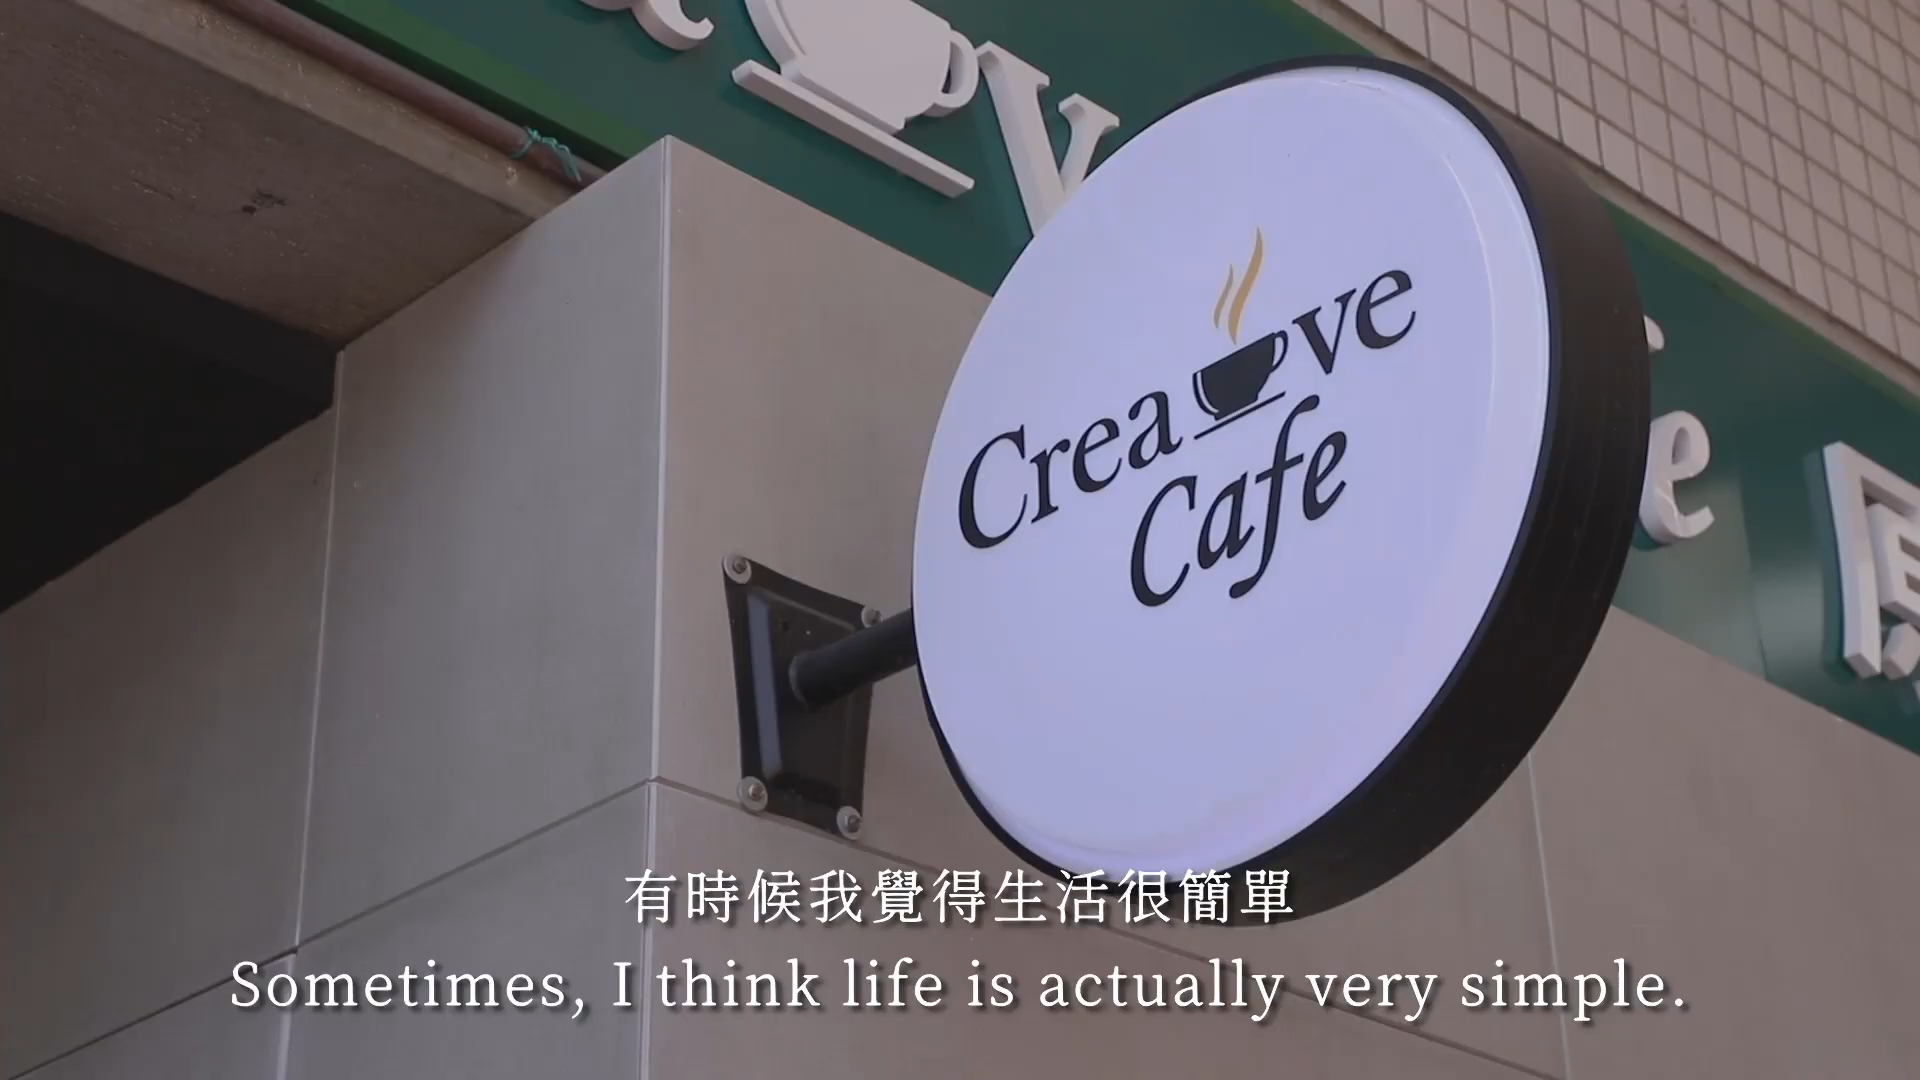 Crea ve
Cafe
有時候我覺得生活很簡單
Sometimes, I think life is actually very simple.